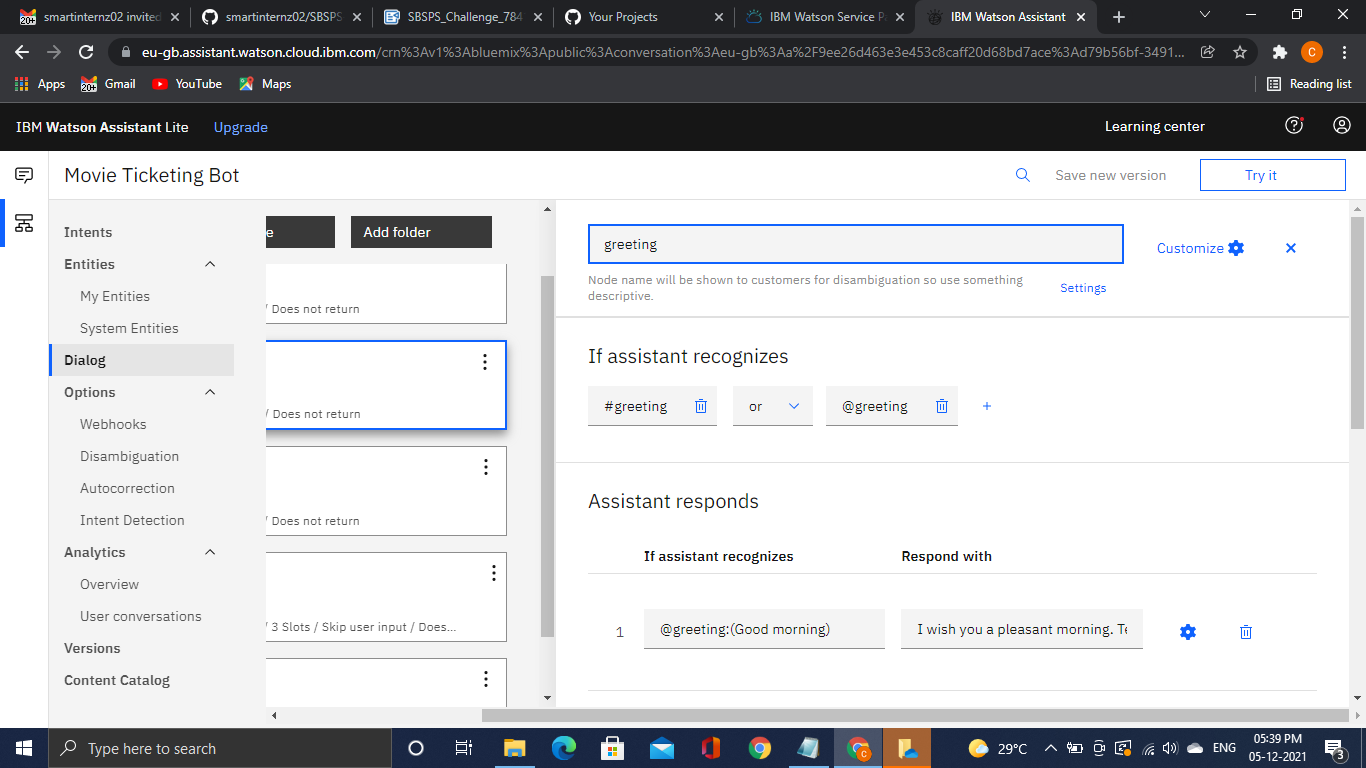 smartinternz02 invited
smartinternz02/SBSPS
SBSPS_Challenge_784
Your Projects
IBM Watson Service Pa
IBM Watson Assistant
eu-gb.assistant.watson.cloud.ibm.com/crn%3Av1%3Abluemix%3Apublic%3Aconversation%3Aeu-gb%3Aa%2F9ee26d463e3e453c8caff20d68bd7ace%3Ad79b56bf-3491...
C
Apps
20+
Gmail
YouTube
Maps
Reading list
IBM Watson Assistant Lite
Upgrade
Learning center
Movie Ticketing Bot
Save new version
Try it
Intents
Entities
My Entities
System Entities
Dialog
Options
Webhooks
Disambiguation
Autocorrection
Intent Detection
Analytics
Overview
User conversations
Versions
Content Catalog
e
Add folder
/ Does not return
/ Does not return
/ Does not return
/ 3 Slots / Skip user input / Does...
greeting
Customize
Node name will be shown to customers for disambiguation so use something
descriptive.
Settings
If assistant recognizes
#greeting
or
@greeting
Assistant responds
If assistant recognizes
Respond with
1
@greeting:(Good morning)
I wish you a pleasant morning. Te
Type here to search
29°C
ENG
05:39 PM
05-12-2021
3